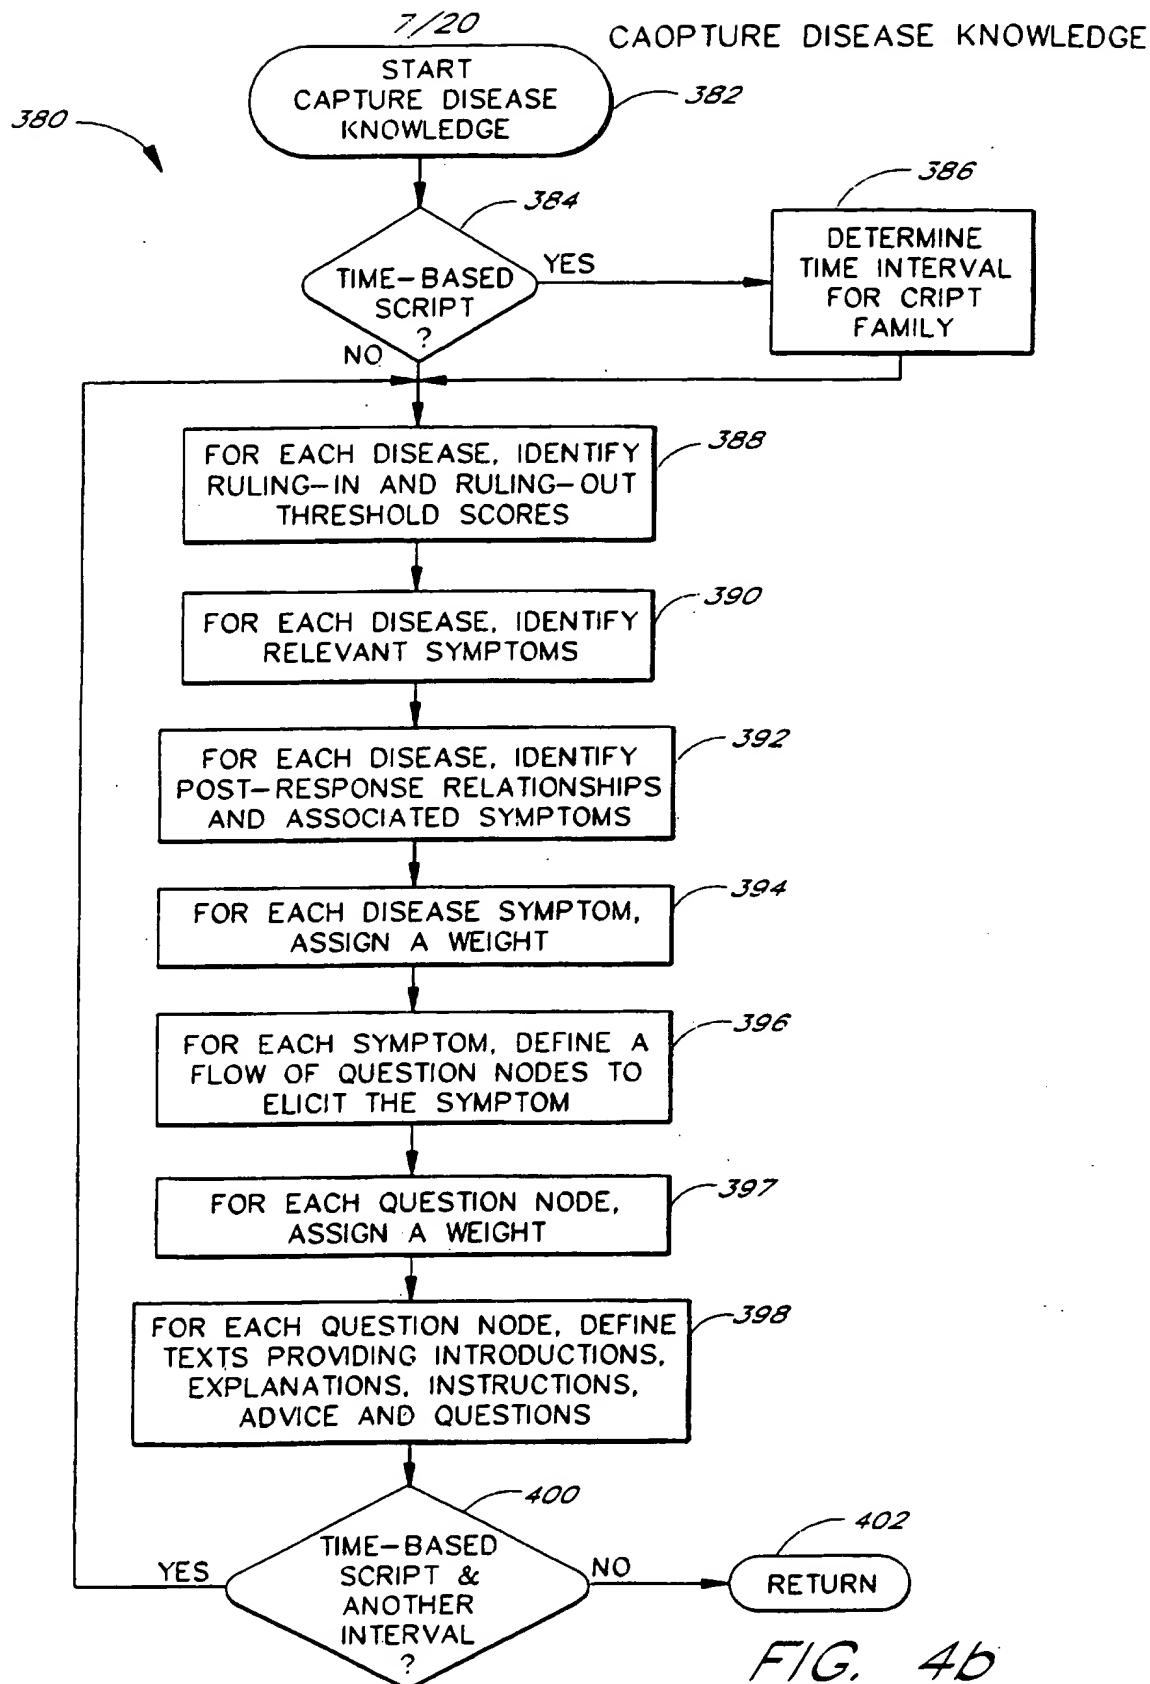 7/20
CAOPTURE DISEASE KNOWLEDGE
START
CAPTURE DISEASE
KNOWLEDGE
382
380
384
386
TIME-BASED
SCRIPT
?
YES
NO
DETERMINE
TIME INTERVAL
FOR CRIPT
FAMILY
388
FOR EACH DISEASE, IDENTIFY
RULING-IN AND RULING-OUT
THRESHOLD SCORES
390
FOR EACH DISEASE, IDENTIFY
RELEVANT SYMPTOMS
392
FOR EACH DISEASE, IDENTIFY
POST-RESPONSE RELATIONSHIPS
AND ASSOCIATED SYMPTOMS
394
FOR EACH DISEASE SYMPTOM,
ASSIGN A WEIGHT
396
FOR EACH SYMPTOM, DEFINE A
FLOW OF QUESTION NODES TO
ELICIT THE SYMPTOM
397
FOR EACH QUESTION NODE,
ASSIGN A WEIGHT
398
FOR EACH QUESTION NODE, DEFINE
TEXTS PROVIDING INTRODUCTIONS,
EXPLANATIONS, INSTRUCTIONS,
ADVICE AND QUESTIONS
400
TIME-BASED
SCRIPT &
ANOTHER
INTERVAL
?
YES
NO
402
RETURN
FIG. 4b